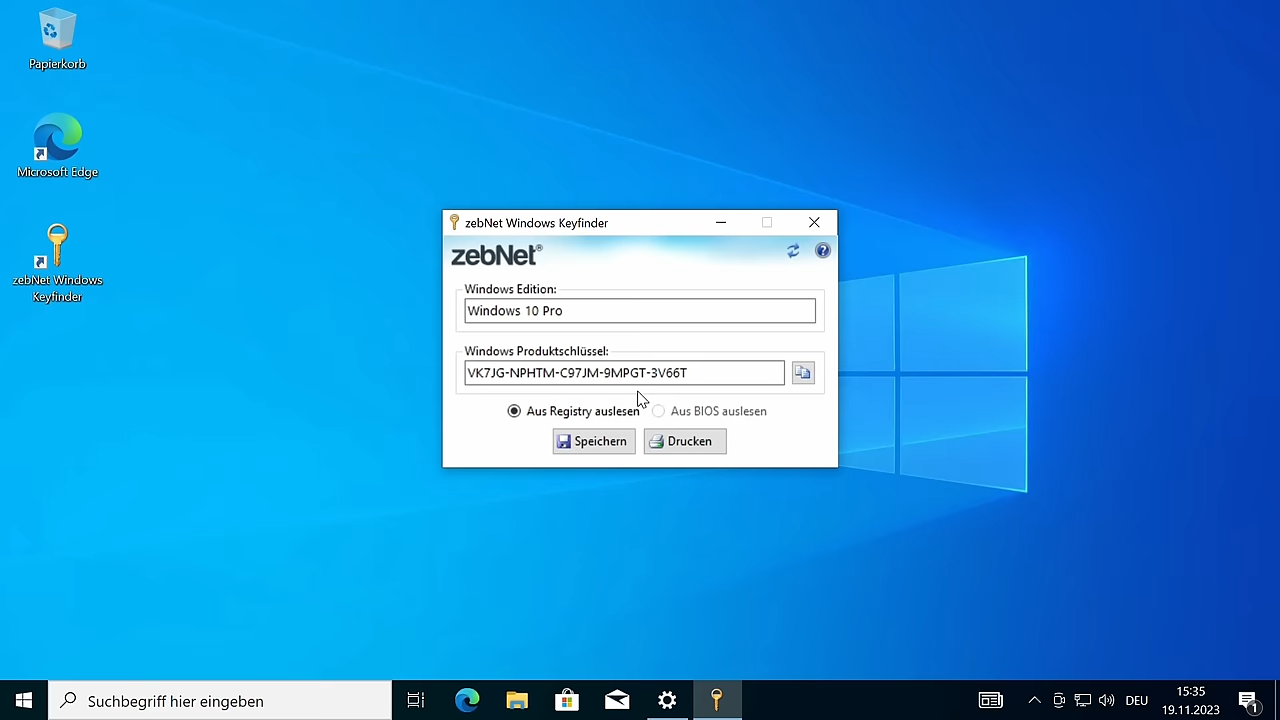 Papierkorb
Microsoft Edge
zebNet Windows
Keyfinder
zebNet Windows Keyfinder
zebNet®
Windows Edition:
Windows 10 Pro
Windows Produktschlüssel:
VK7JG-NPHTM-C97JM-9MPGT-3V66T
Aus Registry auslesen
Aus BIOS auslesen
Speichern
Drucken
Suchbegriff hier eingeben
DEU
15:35
19.11.2023
1